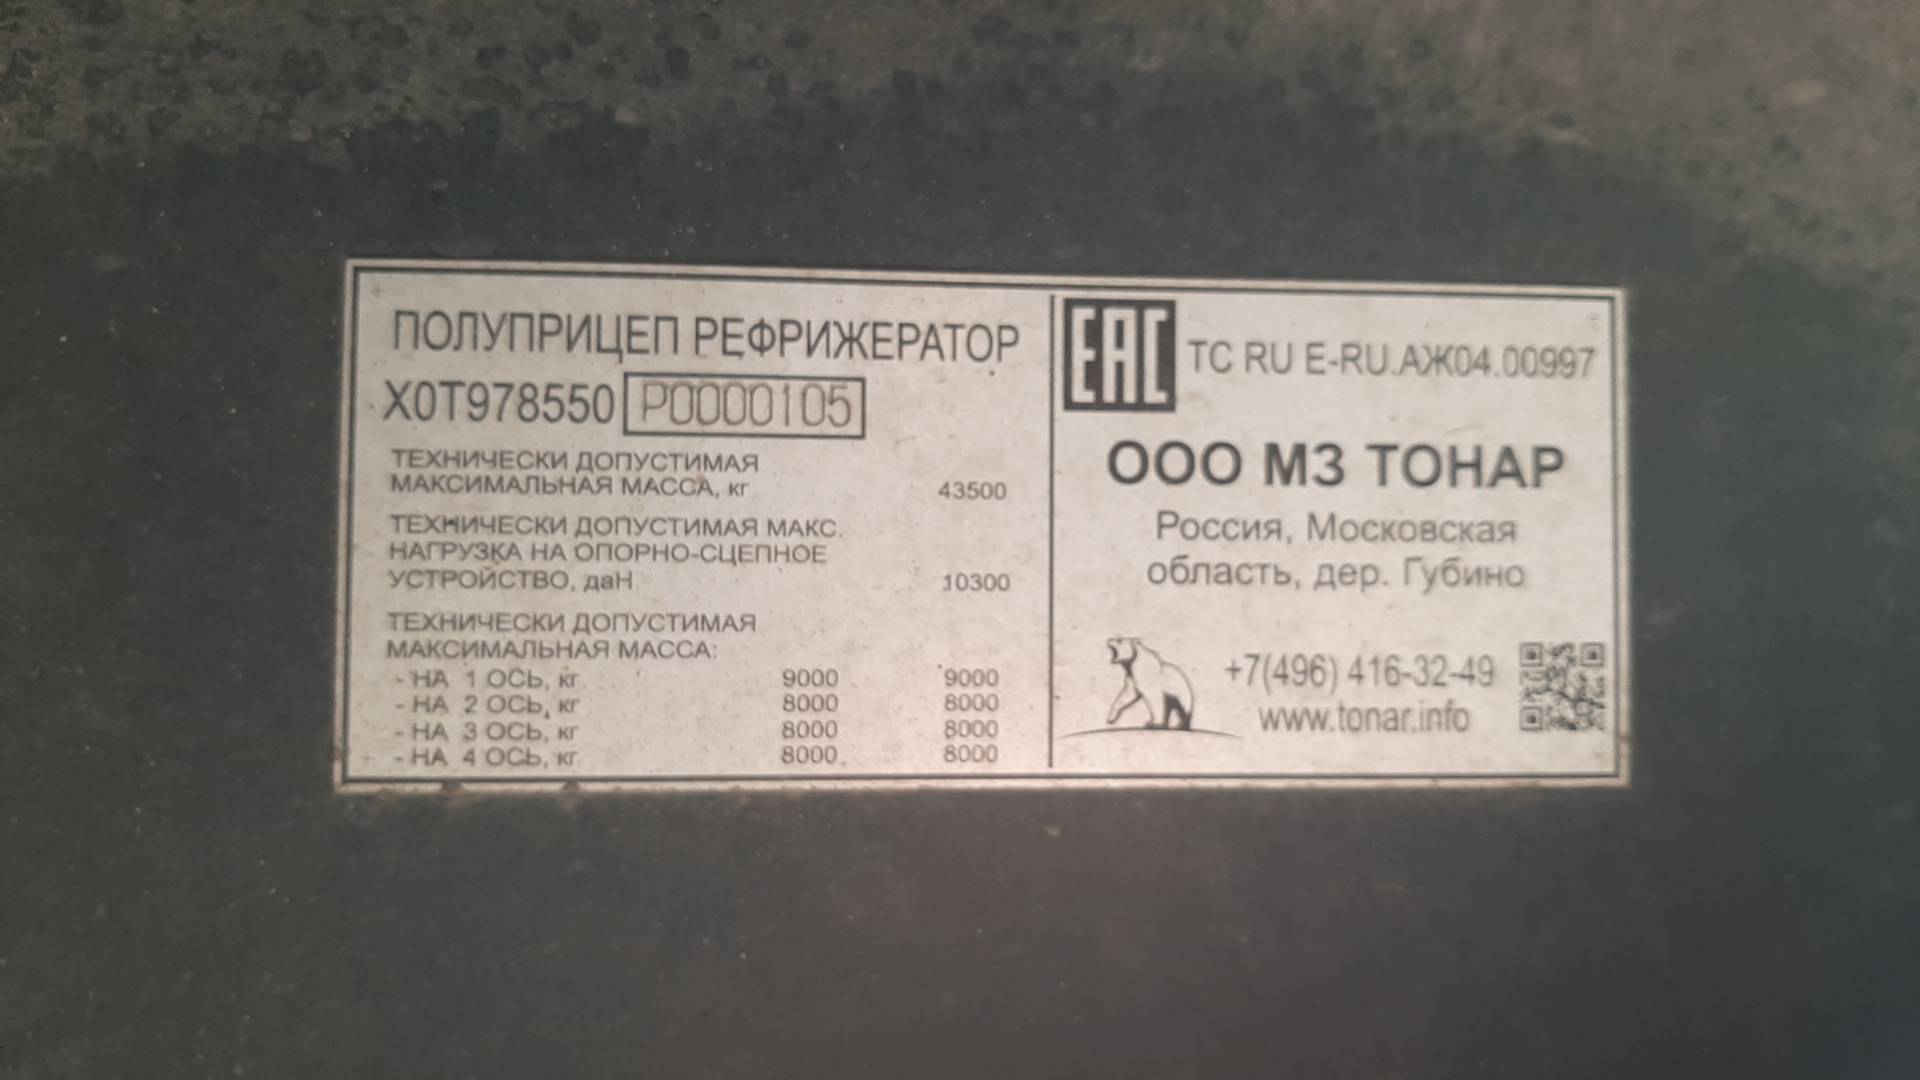 ПОЛУПРИЦЕП РЕФРИЖЕРАТОР
X0T978550 P0000105
ТЕХНИЧЕСКИ ДОПУСТИМАЯ
МАКСИМАЛЬНАЯ МАССА, кг 43500
ТЕХНИЧЕСКИ ДОПУСТИМАЯ МАКС.
НАГРУЗКА НА ОПОРНО-СЦЕПНОЕ
УСТРОЙСТВО, даН 10300
ТЕХНИЧЕСКИ ДОПУСТИМАЯ
МАКСИМАЛЬНАЯ МАССА:
- НА 1 ОСЬ, кг 9000 9000
- НА 2 ОСЬ, кг 8000 8000
- НА 3 ОСЬ, кг 8000 8000
- НА 4 ОСЬ, кг 8000 8000
EAC TC RU E-RU.АЖ04.00997
ООО МЗ ТОНАР
Россия, Московская
область, дер. Губино
+7(496) 416-32-49
www.tonar.info